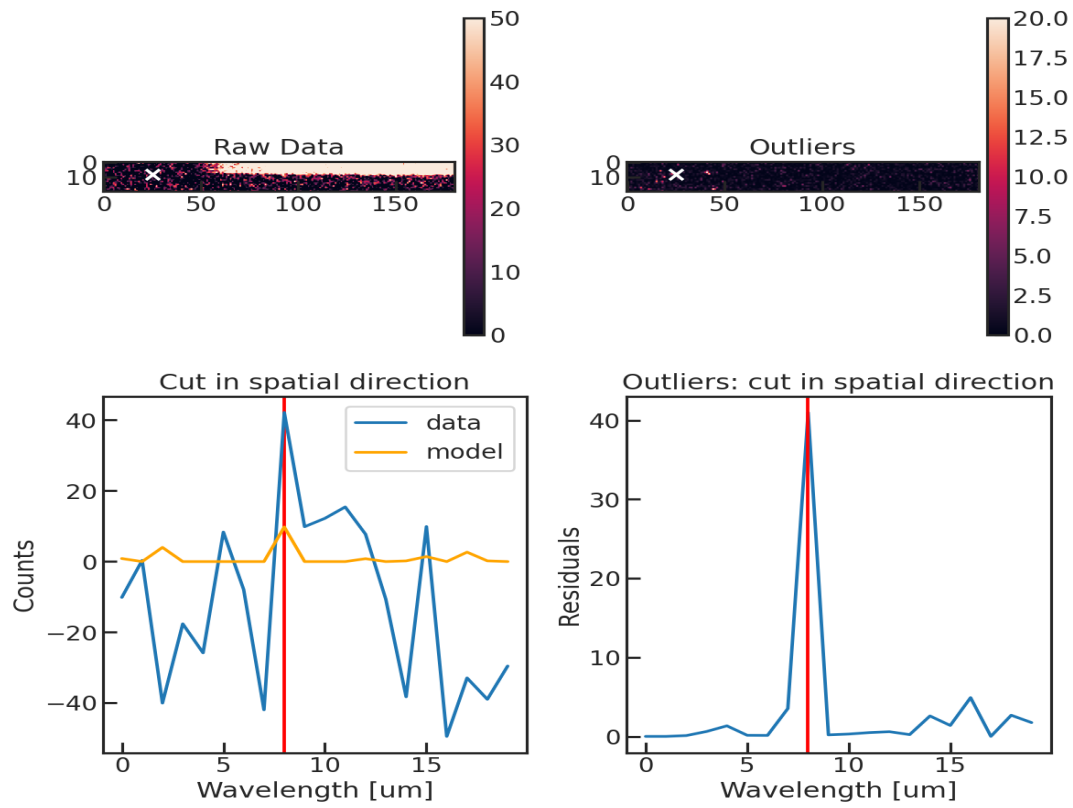 Raw Data
0
10
0 50 100 150
50
40
30
20
10
0
Outliers
0
10
0 50 100 150
20.0
17.5
15.0
12.5
10.0
7.5
5.0
2.5
0.0
Cut in spatial direction
data
model
Counts
40
20
0
−20
−40
0 5 10 15
Wavelength [um]
Outliers: cut in spatial direction
Residuals
40
30
20
10
0
0 5 10 15
Wavelength [um]